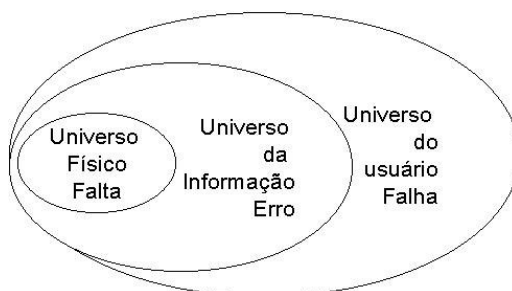 Universo
Físico
Falta
Universo
da
Informação
Erro
Universo
do
usuário
Falha